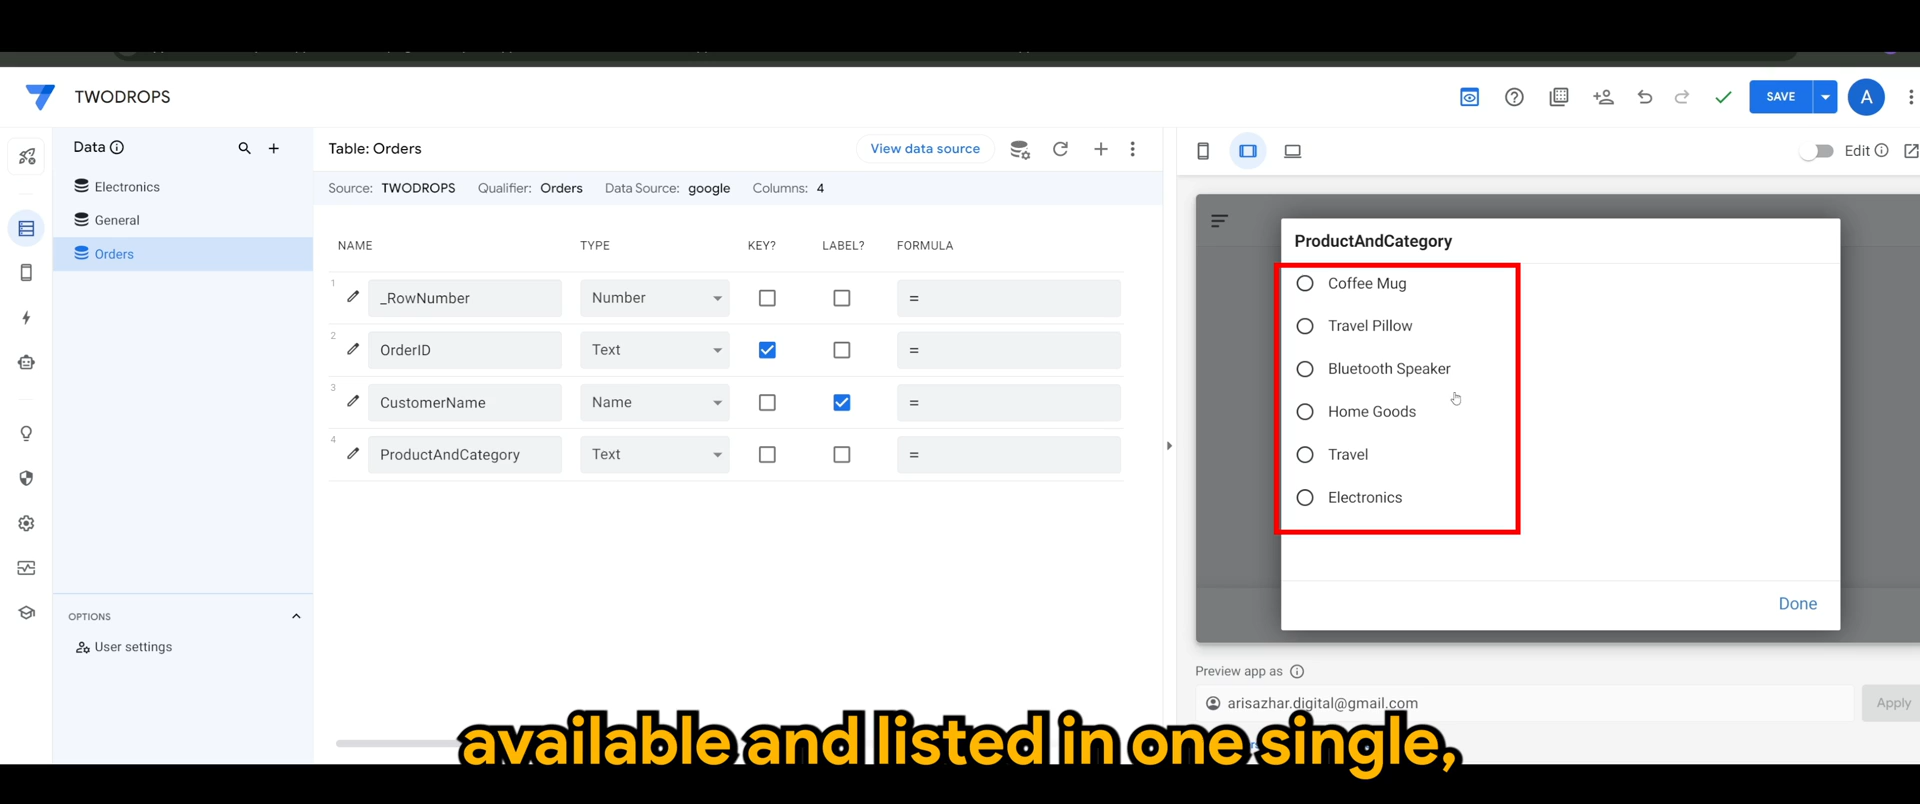 TWODROPS
SAVE
A
Data
Electronics
General
Orders
OPTIONS
User settings
Table: Orders
View data source
Source: TWODROPS Qualifier: Orders Data Source: google Columns: 4
NAME TYPE KEY? LABEL? FORMULA
1 _RowNumber Number =
2 OrderID Text =
3 CustomerName Name =
4 ProductAndCategory Text =
Edit
ProductAndCategory
Coffee Mug
Travel Pillow
Bluetooth Speaker
Home Goods
Travel
Electronics
Done
Preview app as
arisazhar.digital@gmail.com
Apply
available and listed in one single,